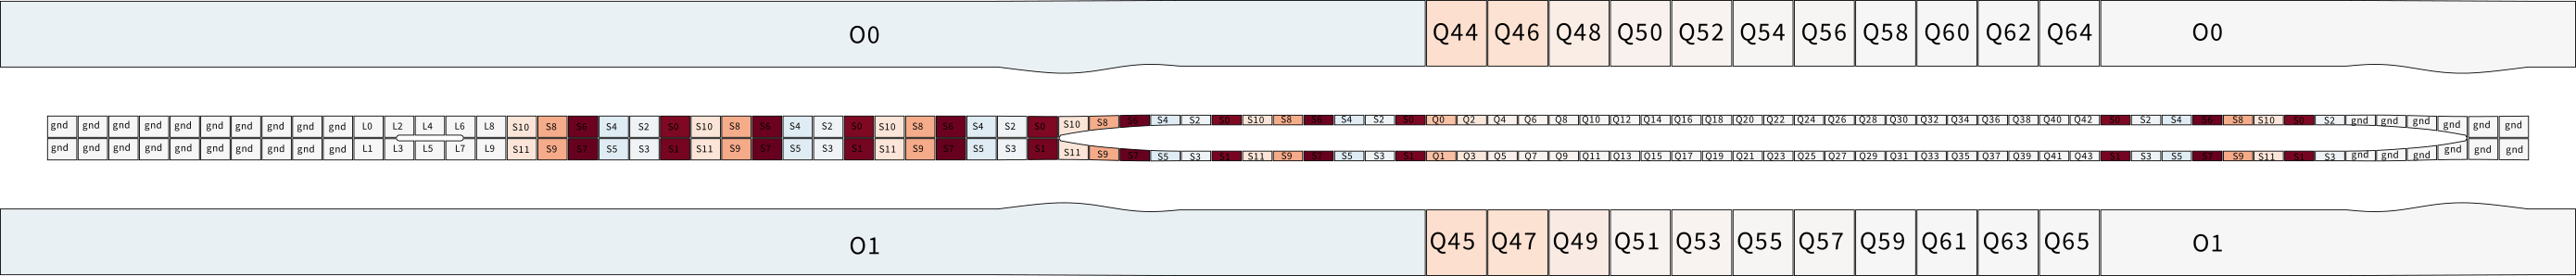 O0 Q44 Q46 Q48 Q50 Q52 Q54 Q56 Q58 Q60 Q62 Q64 O0
gnd gnd gnd gnd gnd gnd gnd gnd gnd gnd L0 L2 L4 L6 L8 S10 S8 S6 S4 S2 S0 S10 S8 S6 S4 S2 S0 S10 S8 S6 S4 S2 S0 S10 S8 S6 S4 S2 S0 S10 S8 S6 S4 S2 S0 Q0 Q2 Q4 Q6 Q8 Q10 Q12 Q14 Q16 Q18 Q20 Q22 Q24 Q26 Q28 Q30 Q32 Q34 Q36 Q38 Q40 Q42 S0 S2 S4 S6 S8 S10 S0 S2 gnd gnd gnd gnd gnd gnd
gnd gnd gnd gnd gnd gnd gnd gnd gnd gnd L1 L3 L5 L7 L9 S11 S9 S7 S5 S3 S1 S11 S9 S7 S5 S3 S1 S11 S9 S7 S5 S3 S1 S11 S9 S7 S5 S3 S1 S11 S9 S7 S5 S3 S1 Q1 Q3 Q5 Q7 Q9 Q11 Q13 Q15 Q17 Q19 Q21 Q23 Q25 Q27 Q29 Q31 Q33 Q35 Q37 Q39 Q41 Q43 S1 S3 S5 S7 S9 S11 S1 S3 gnd gnd gnd gnd gnd gnd
O1 Q45 Q47 Q49 Q51 Q53 Q55 Q57 Q59 Q61 Q63 Q65 O1